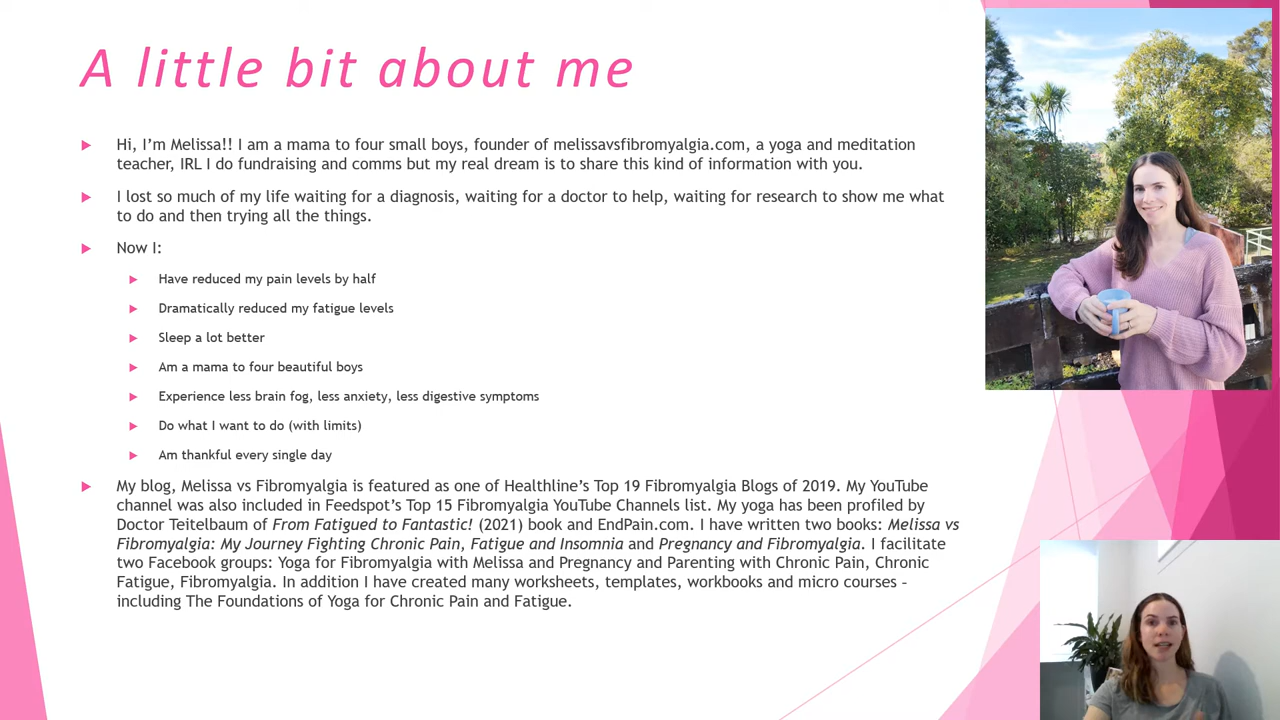 A little bit about me
Hi, I'm Melissa!! I am a mama to four small boys, founder of melissavsfibromyalgia.com, a yoga and meditation
teacher, IRL I do fundraising and comms but my real dream is to share this kind of information with you.
I lost so much of my life waiting for a diagnosis, waiting for a doctor to help, waiting for research to show me what
to do and then trying all the things.
Now I:
Have reduced my pain levels by half
Dramatically reduced my fatigue levels
Sleep a lot better
Am a mama to four beautiful boys
Experience less brain fog, less anxiety, less digestive symptoms
Do what I want to do (with limits)
Am thankful every single day
My blog, Melissa vs Fibromyalgia is featured as one of Healthline's Top 19 Fibromyalgia Blogs of 2019. My YouTube
channel was also included in Feedspot's Top 15 Fibromyalgia YouTube Channels list. My yoga has been profiled by
Doctor Teitelbaum of From Fatigued to Fantastic! (2021) book and EndPain.com. I have written two books: Melissa vs
Fibromyalgia: My Journey Fighting Chronic Pain, Fatigue and Insomnia and Pregnancy and Fibromyalgia. I facilitate
two Facebook groups: Yoga for Fibromyalgia with Melissa and Pregnancy and Parenting with Chronic Pain, Chronic
Fatigue, Fibromyalgia. In addition I have created many worksheets, templates, workbooks and micro courses –
including The Foundations of Yoga for Chronic Pain and Fatigue.